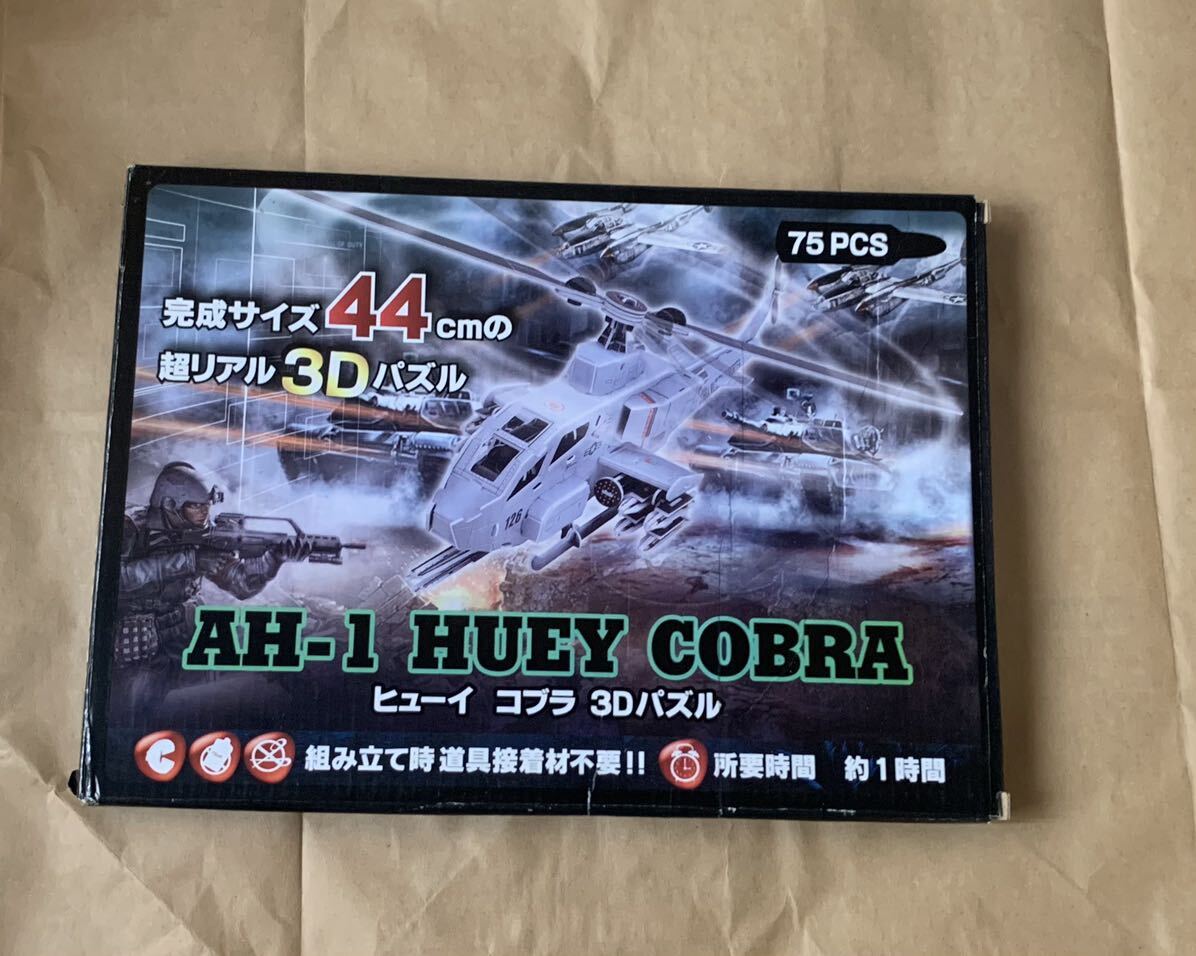 75 PCS
完成サイズ44cmの
超リアル3Dパズル
OF DUTY
126
AH-1 HUEY COBRA
ヒューイ コブラ 3Dパズル
組み立て時 道具接着材不要!! 所要時間 約1時間